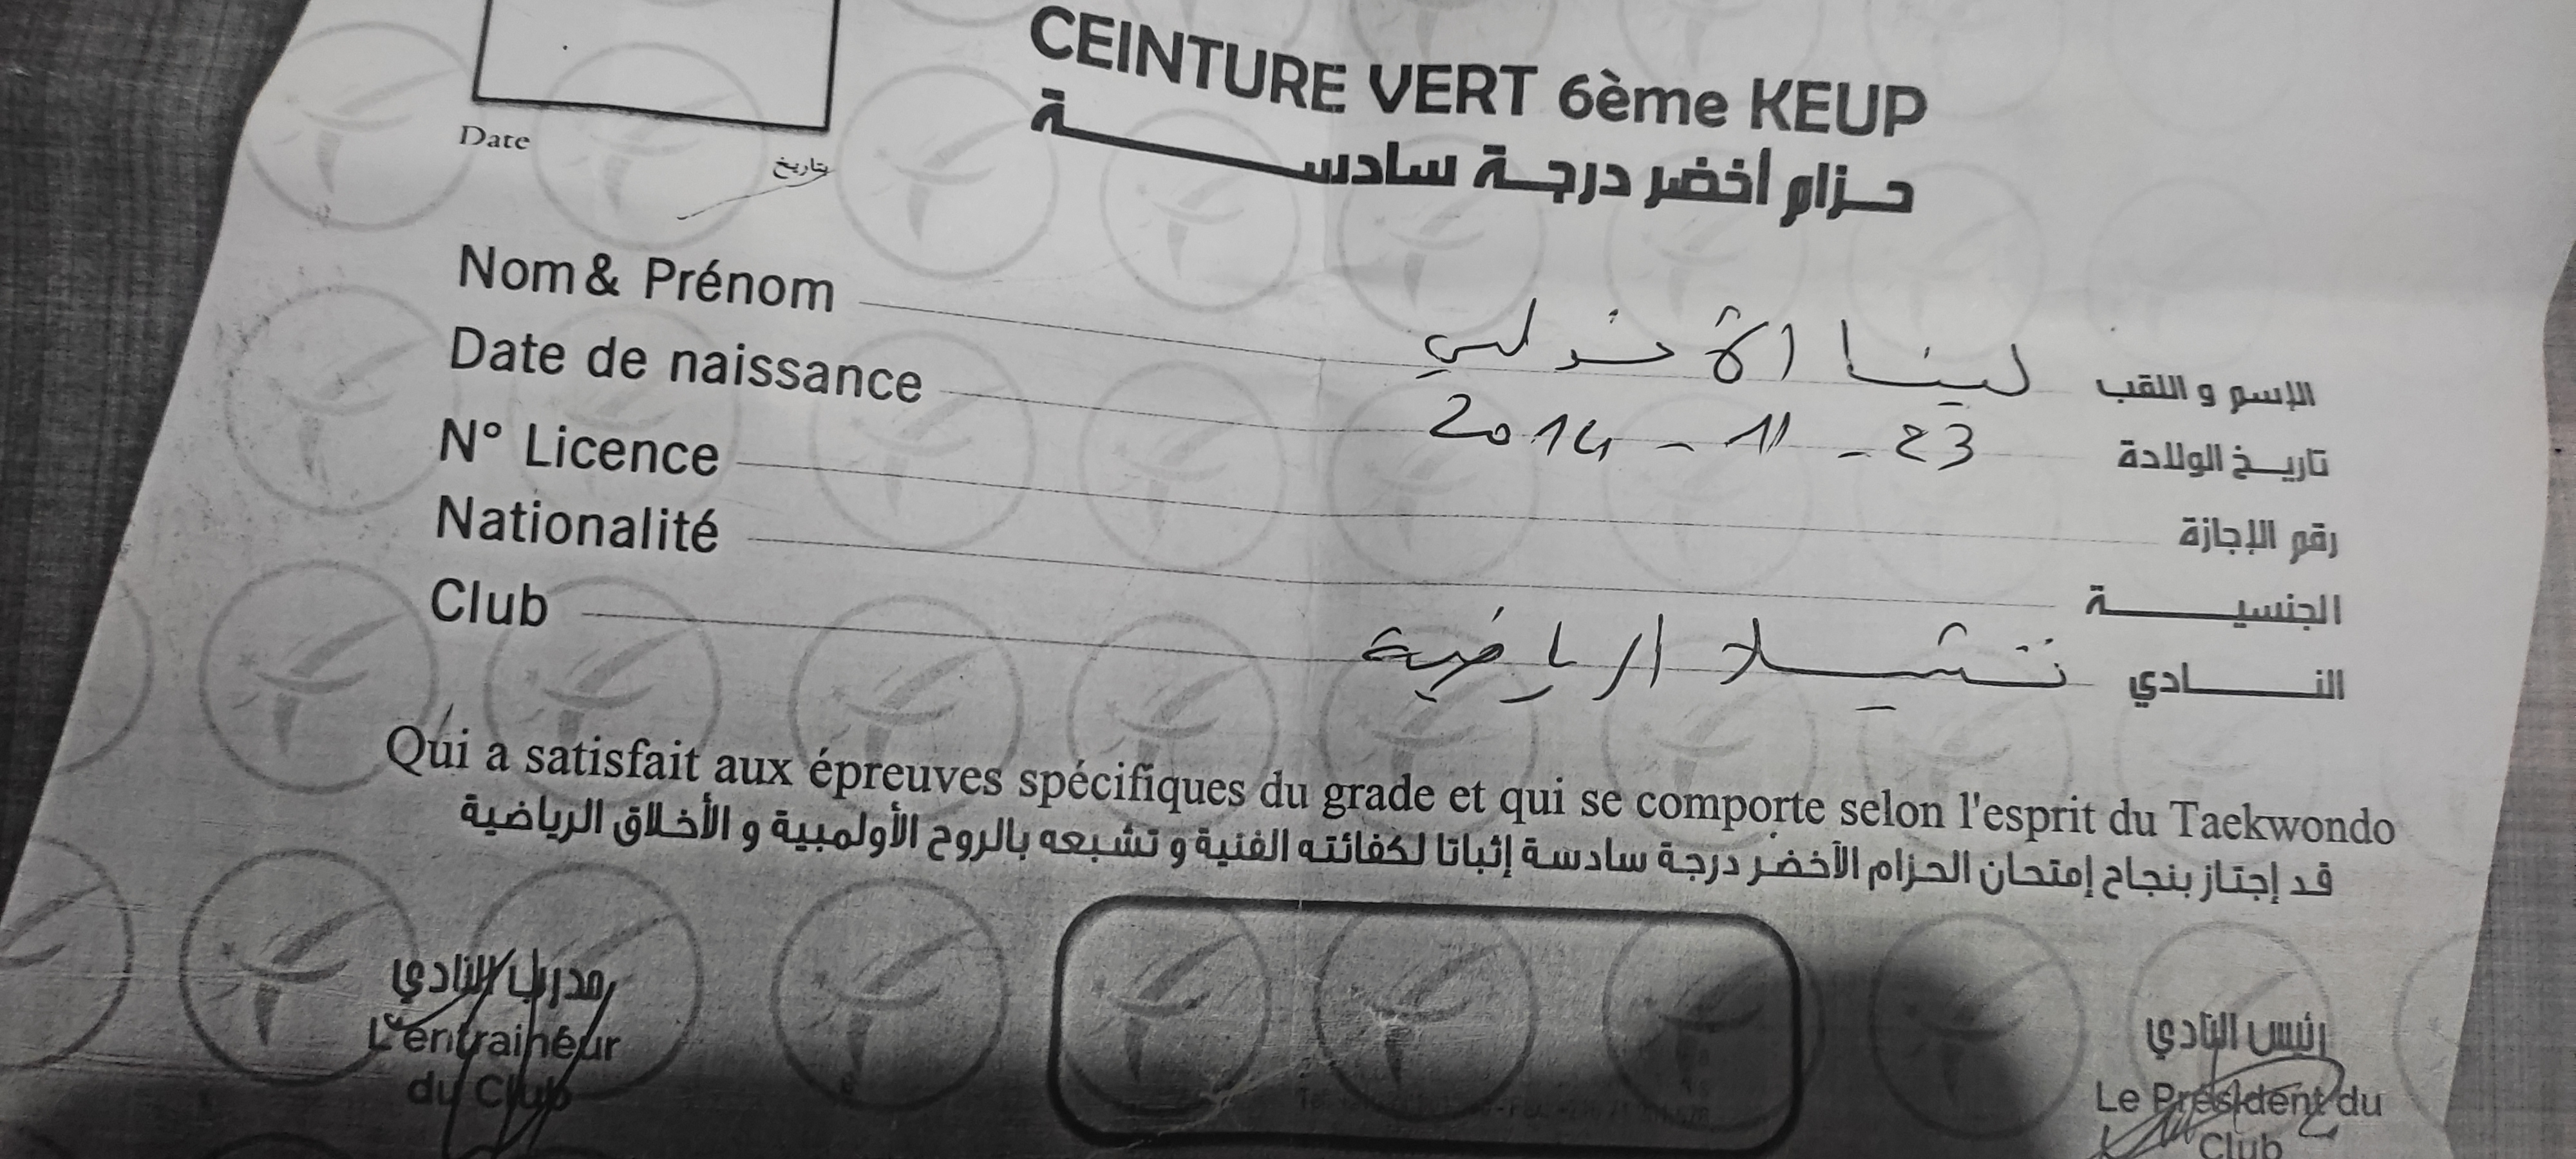 CEINTURE VERT 6ème KEUP
حزام أخضر درجة سادسة
Date
بتاريخ
Nom & Prénom
لينا
الإسم و اللقب
Date de naissance
2014 - 11 - 23
تاريخ الولادة
N° Licence
رقم الإجازة
Nationalité
الجنسية
Club
الرياضية
النادي
Qui a satisfait aux épreuves spécifiques du grade et qui se comporte selon l'esprit du Taekwondo
قد إجتاز بنجاح إمتحان الحزام الأخضر درجة سادسة إثباتا لكفائته الفنية و تشبعه بالروح الأولمبية و الأخلاق الرياضية
مدرب النادي
L'entraineur
du Club
رئيس النادي
Le Président du
Club